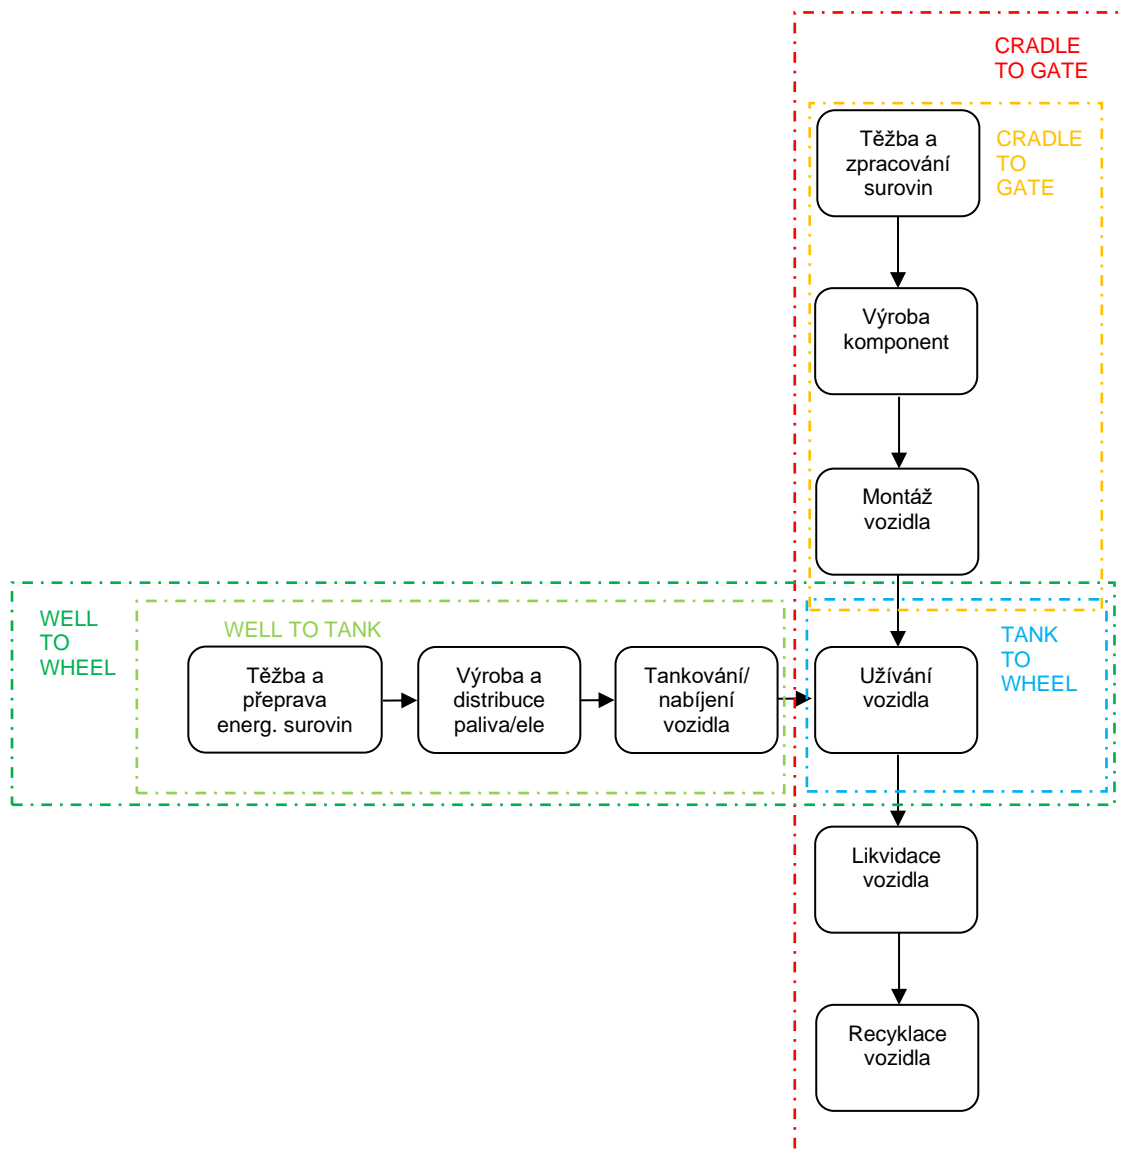 CRADLE
TO GATE
Těžba a
zpracování
surovin
CRADLE
TO
GATE
Výroba
komponent
Montáž
vozidla
WELL
TO
WHEEL
WELL TO TANK
Těžba a
přeprava
energ. surovin
Výroba a
distribuce
paliva/ele
Tankování/
nabíjení
vozidla
Užívání
vozidla
TANK
TO
WHEEL
Likvidace
vozidla
Recyklace
vozidla